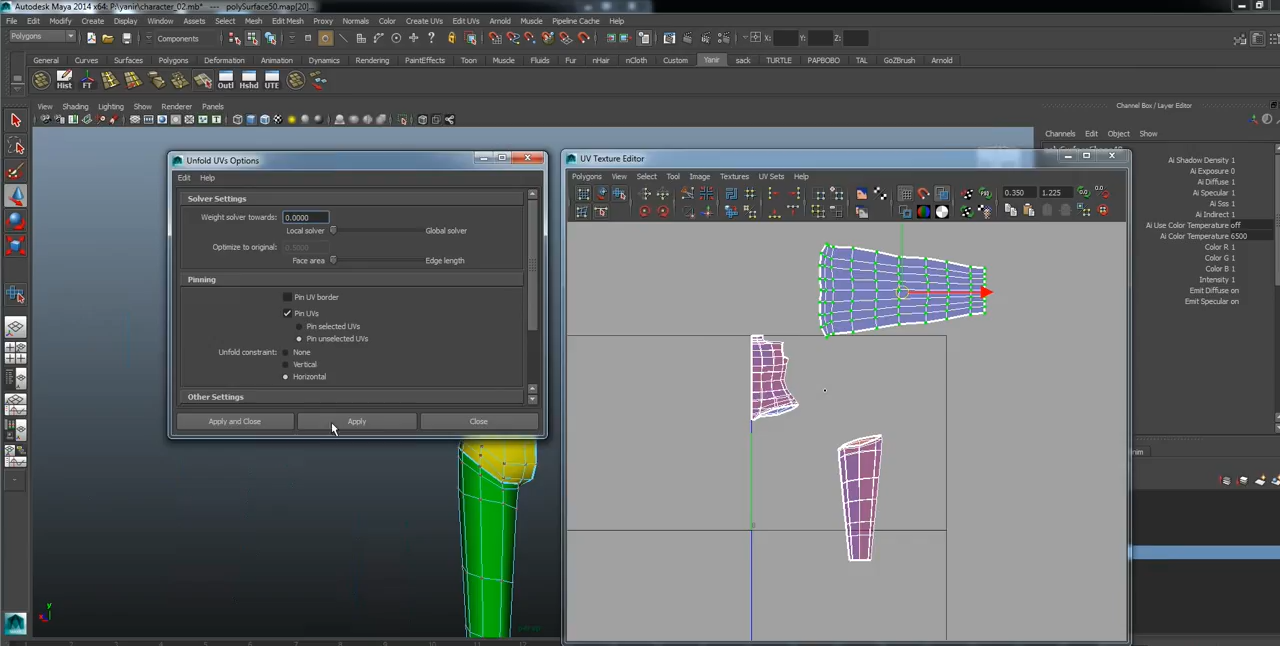 Autodesk Maya 2014 x64: P:\yanir\character_02.mb* --- polySurface50.map[20]...
File Edit Modify Create Display Window Assets Select Mesh Edit Mesh Proxy Normals Color Create UVs Edit UVs Arnold Muscle Pipeline Cache Help
Polygons Components X: Y: Z:
General Curves Surfaces Polygons Deformation Animation Dynamics Rendering PaintEffects Toon Muscle Fluids Fur nHair nCloth Custom Yanir sack TURTLE PAPBOBO TAL GoZBrush Arnold
Hist FT Outl Hshd UTE
View Shading Lighting Show Renderer Panels
Channel Box / Layer Editor
Channels Edit Object Show
Ai Shadow Density 1
Ai Exposure 0
Ai Diffuse 1
Ai Specular 1
Ai Sss 1
Ai Indirect 1
Ai Use Color Temperature off
Ai Color Temperature 6500
Color R 1
Color G 1
Color B 1
Intensity 1
Emit Diffuse on
Emit Specular on
Unfold UVs Options
Edit Help
Solver Settings
Weight solver towards: 0.0000
Local solver Global solver
Optimize to original: 0.5000
Face area Edge length
Pinning
Pin UV border
Pin UVs
Pin selected UVs
Pin unselected UVs
Unfold constraint: None
Vertical
Horizontal
Other Settings
Apply and Close Apply Close
UV Texture Editor
Polygons View Select Tool Image Textures UV Sets Help
0.350 1.225
y